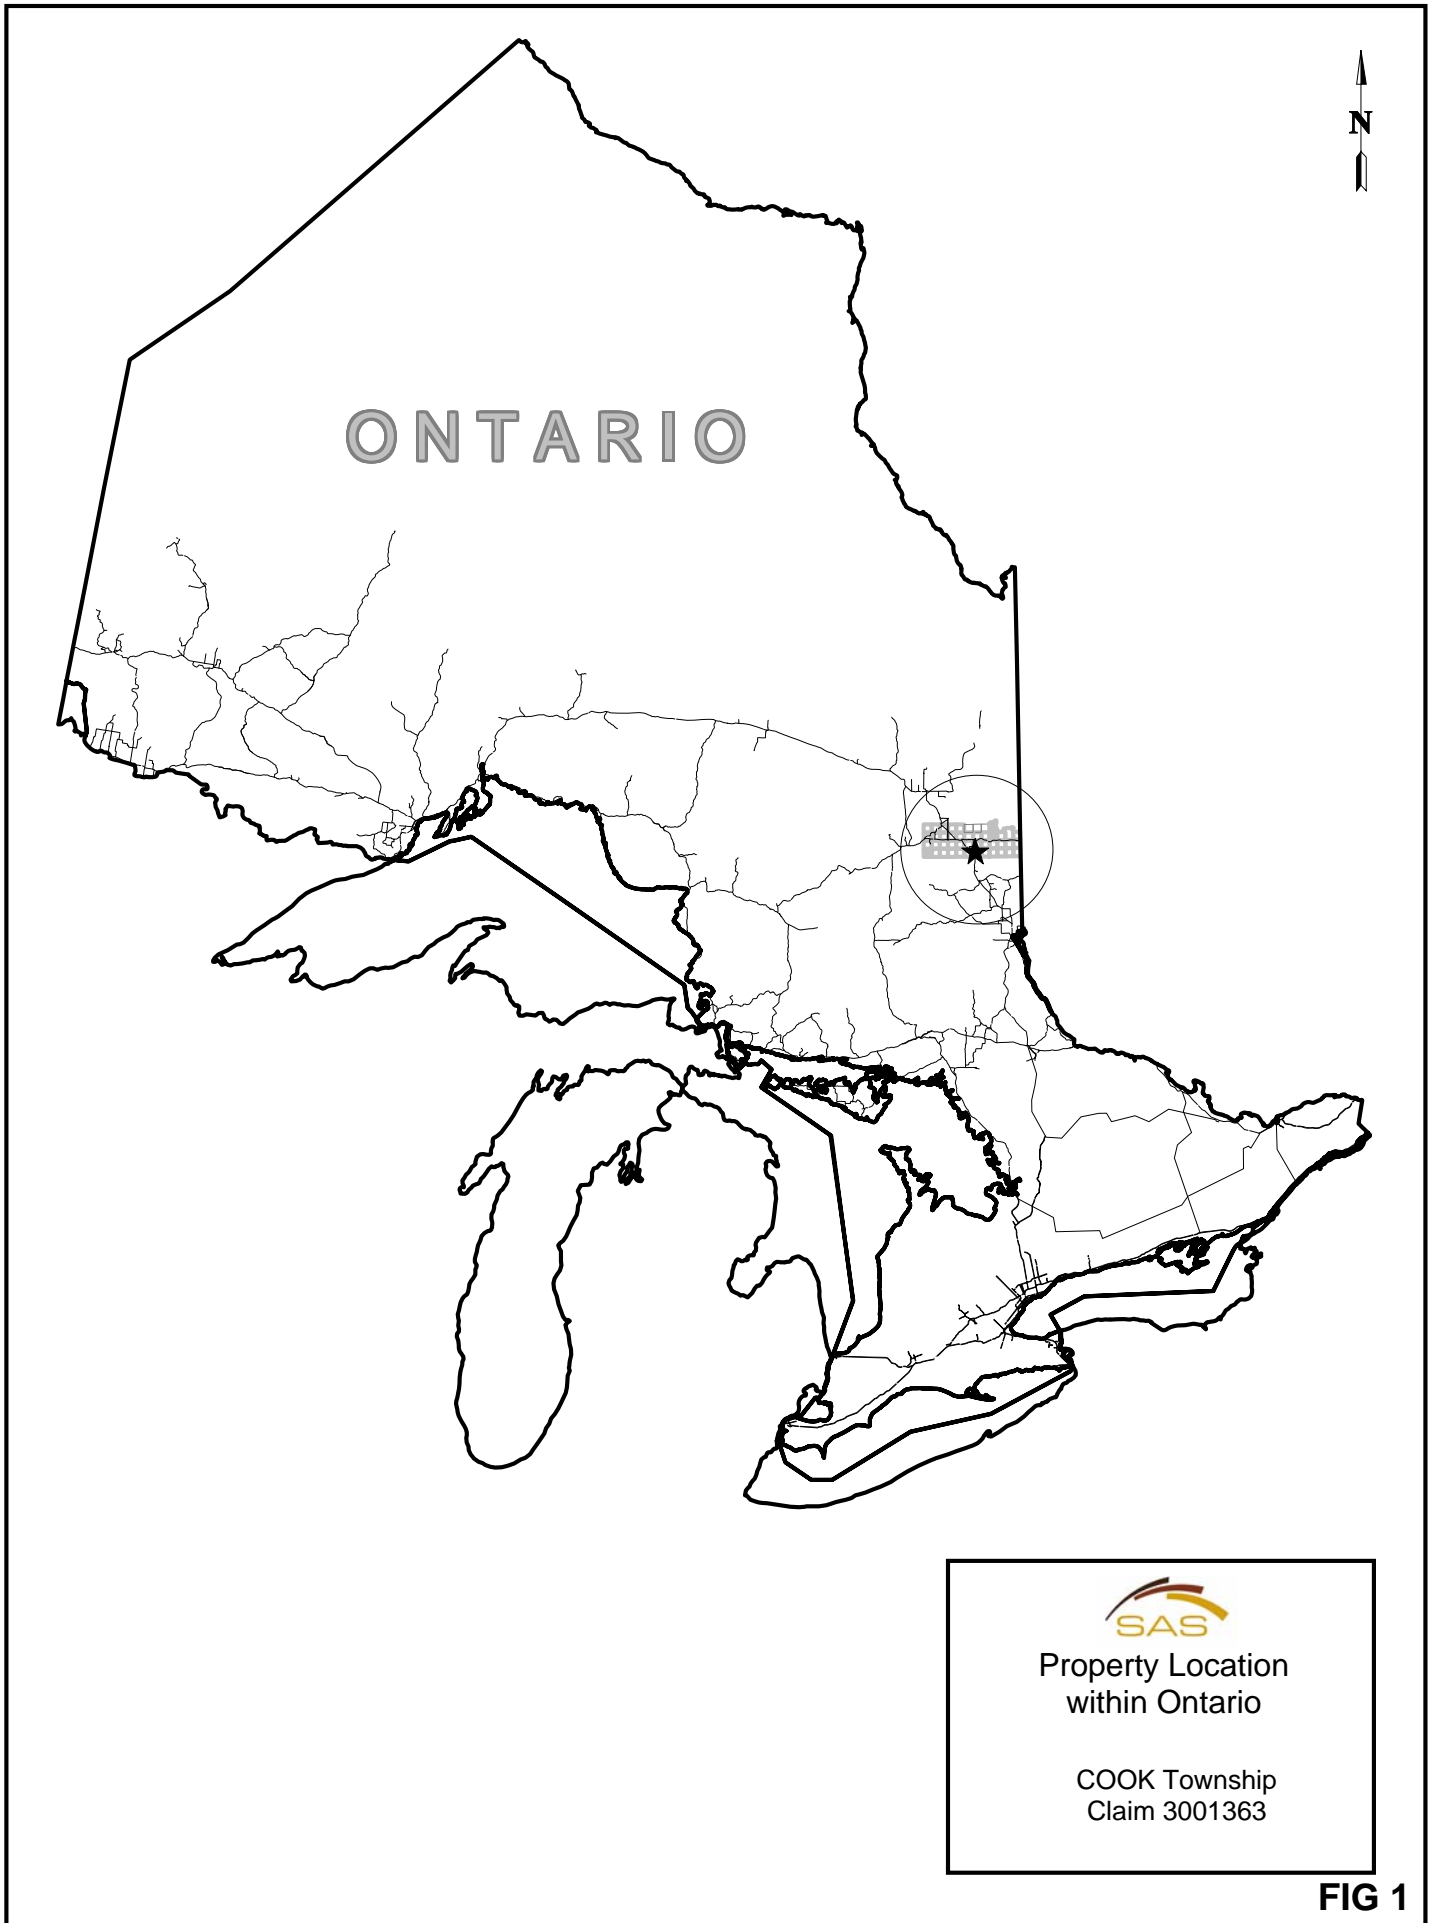 N
ONTARIO
SAS
Property Location
within Ontario
COOK Township
Claim 3001363
FIG 1